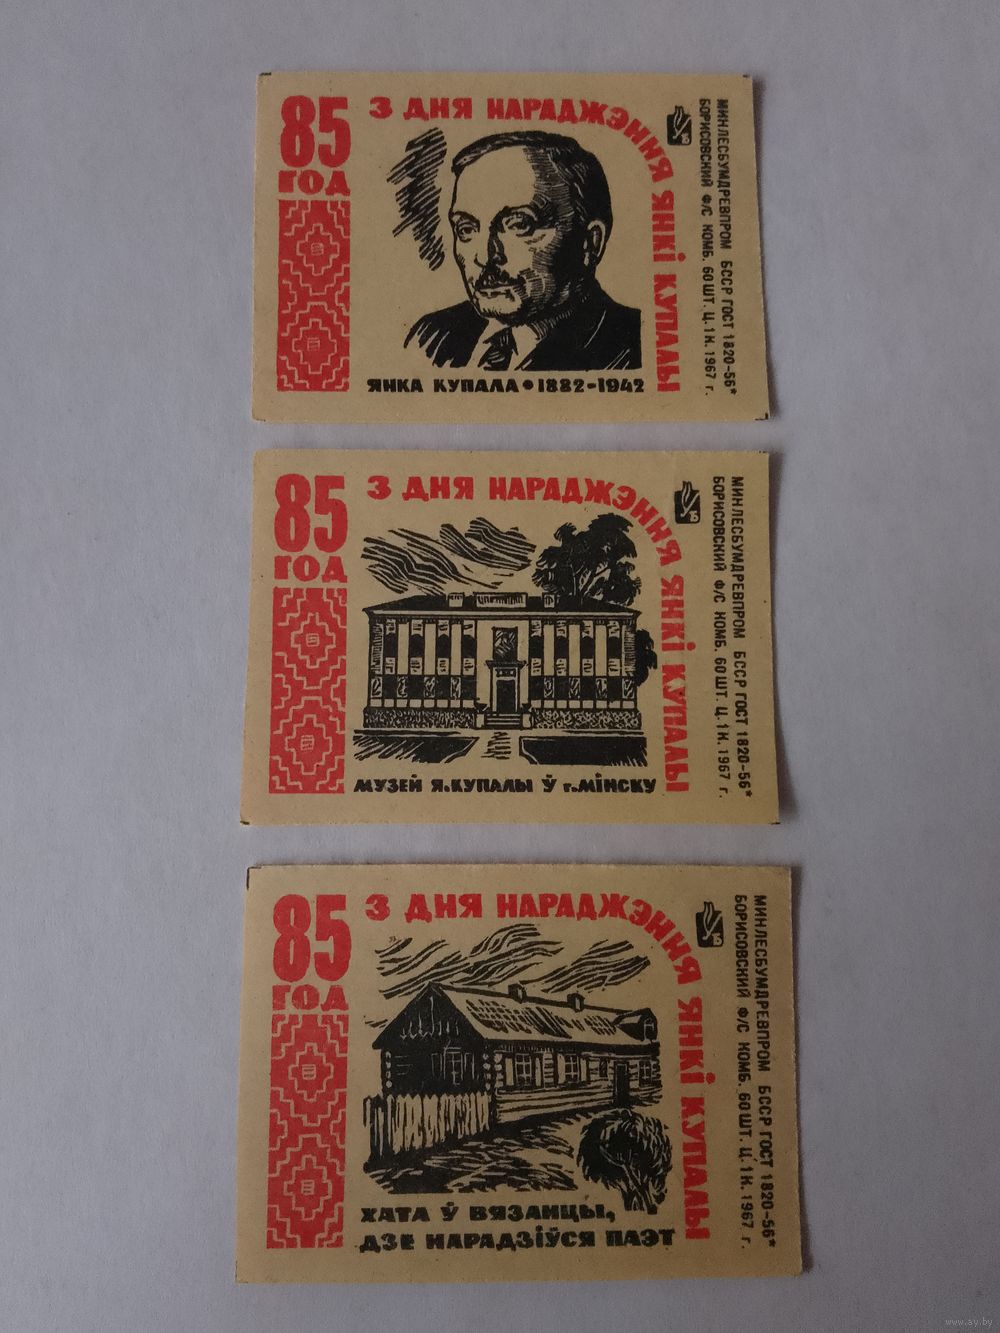 85
ГОД
З ДНЯ НАРАДЖЭННЯ ЯНКІ КУПАЛЫ
ЯНКА КУПАЛА • 1882-1942
МИНЛЕСБУМДРЕВПРОМ БССР ГОСТ 1820-56*
БОРИСОВСКИЙ Ф/С КОМБ. 60 ШТ. Ц. 1 К. 1967 г.
85
ГОД
З ДНЯ НАРАДЖЭННЯ ЯНКІ КУПАЛЫ
МУЗЕЙ Я.КУПАЛЫ Ў г.МІНСКУ
МИНЛЕСБУМДРЕВПРОМ БССР ГОСТ 1820-56*
БОРИСОВСКИЙ Ф/С КОМБ. 60 ШТ. Ц. 1 К. 1967 г.
85
ГОД
З ДНЯ НАРАДЖЭННЯ ЯНКІ КУПАЛЫ
ХАТА Ў ВЯЗАНЦЫ,
ДЗЕ НАРАДЗІЎСЯ ПАЭТ
МИНЛЕСБУМДРЕВПРОМ БССР ГОСТ 1820-56*
БОРИСОВСКИЙ Ф/С КОМБ. 60 ШТ. Ц. 1 К. 1967 г.
www.ay.by